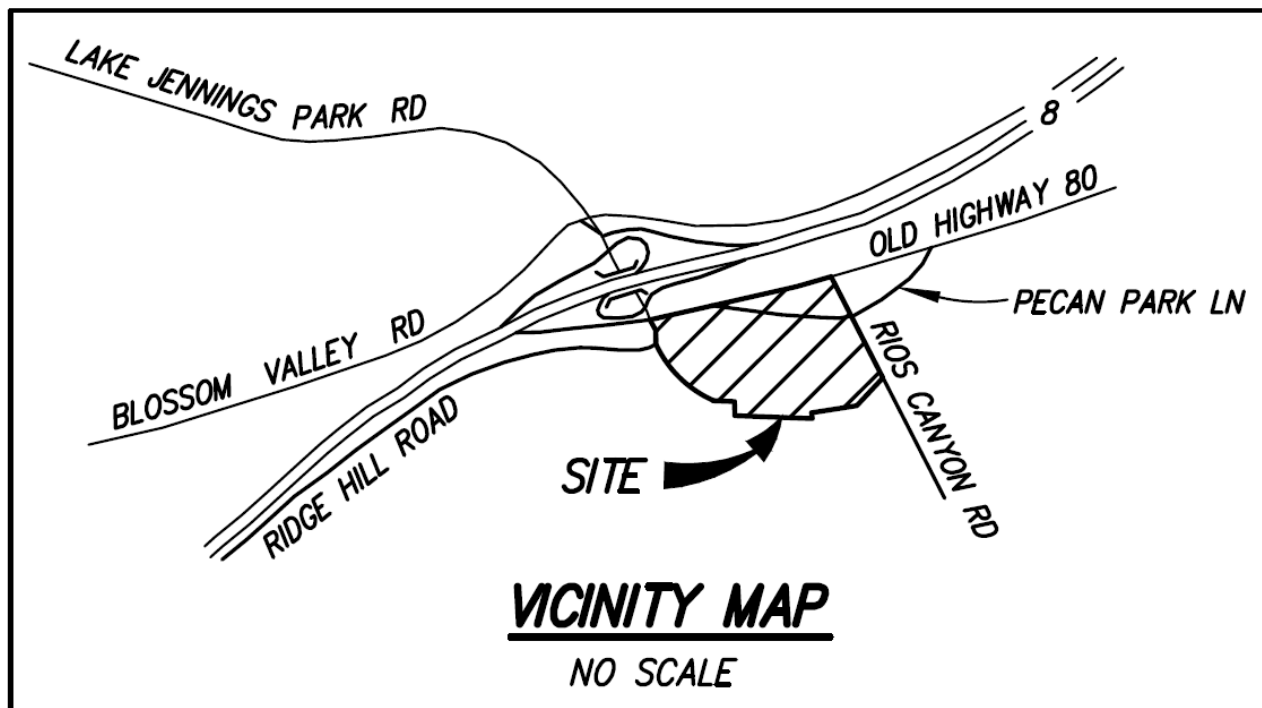 LAKE JENNINGS PARK RD
8
OLD HIGHWAY 80
PECAN PARK LN
BLOSSOM VALLEY RD
RIDGE HILL ROAD
RIOS CANYON RD
SITE
VICINITY MAP
NO SCALE